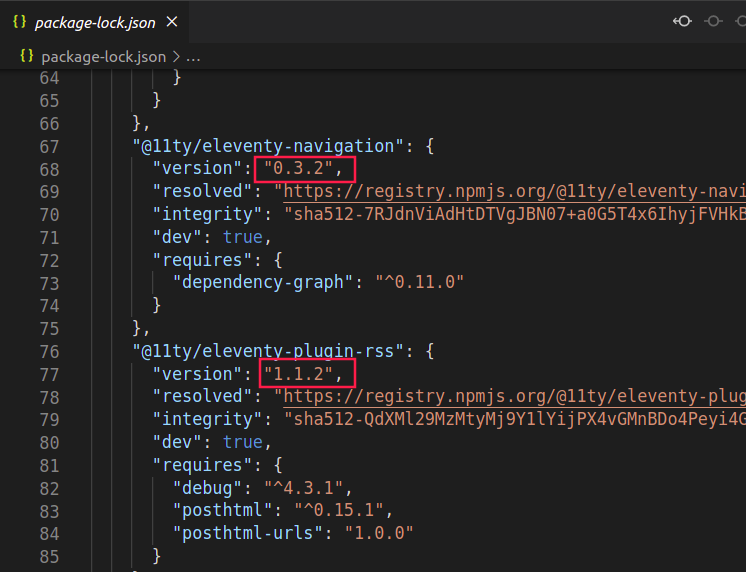 {} package-lock.json ×
{} package-lock.json > ...
64 }
65 }
66 },
67 "@11ty/eleventy-navigation": {
68 "version": "0.3.2",
69 "resolved": "https://registry.npmjs.org/@11ty/eleventy-navi
70 "integrity": "sha512-7RJdnViAdHtDTVgJBN07+a0G5T4x6IhyjFVHkB
71 "dev": true,
72 "requires": {
73 "dependency-graph": "^0.11.0"
74 }
75 },
76 "@11ty/eleventy-plugin-rss": {
77 "version": "1.1.2",
78 "resolved": "https://registry.npmjs.org/@11ty/eleventy-plug
79 "integrity": "sha512-QdXMl29MzMtyMj9Y1lYijPX4vGMnBDo4Peyi4G
80 "dev": true,
81 "requires": {
82 "debug": "^4.3.1",
83 "posthtml": "^0.15.1",
84 "posthtml-urls": "1.0.0"
85 }